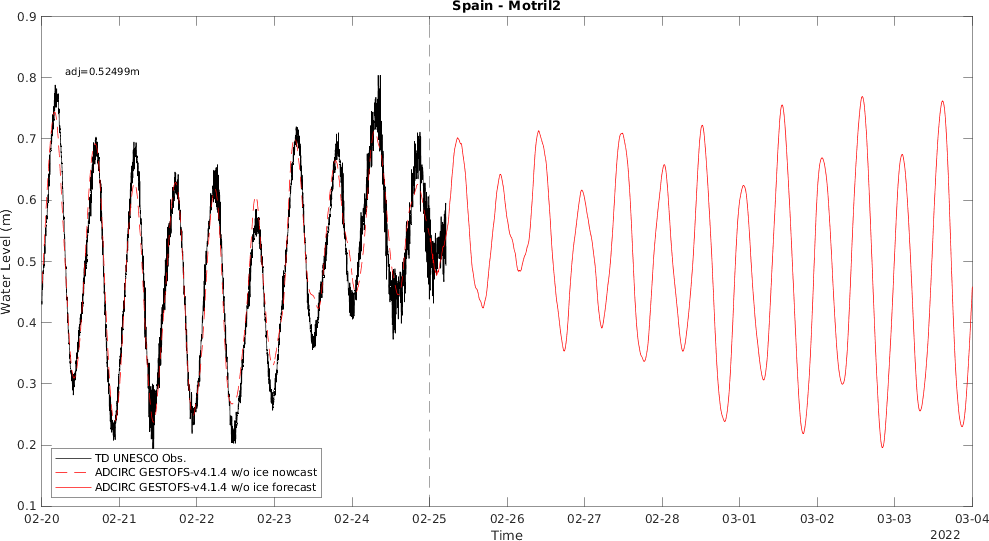 Spain - Motril2
0.9
0.8
0.7
0.6
0.5
0.4
0.3
0.2
0.1
Water Level (m)
adj=0.52499m
TD UNESCO Obs.
ADCIRC GESTOFS-v4.1.4 w/o ice nowcast
ADCIRC GESTOFS-v4.1.4 w/o ice forecast
02-20 02-21 02-22 02-23 02-24 02-25 02-26 02-27 02-28 03-01 03-02 03-03 03-04
Time
2022